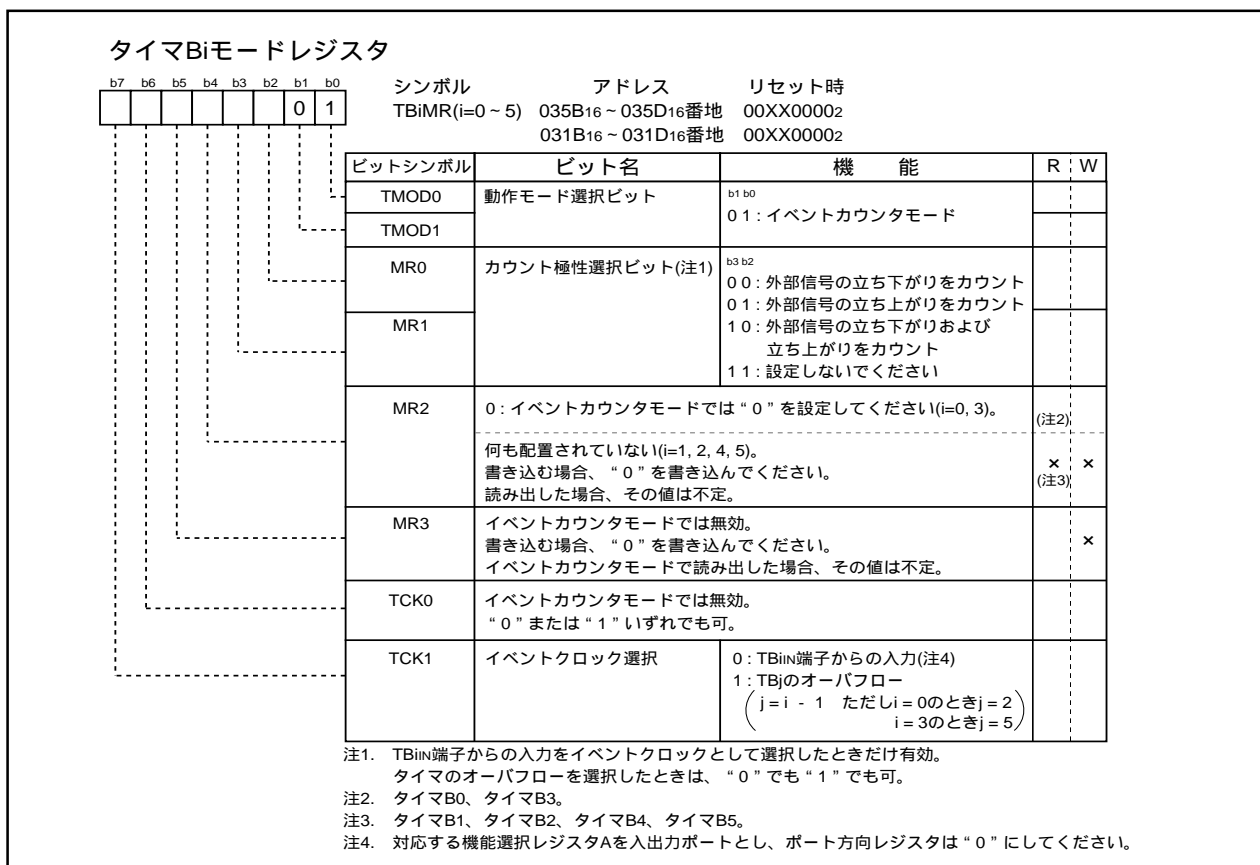 タイマBiモードレジスタ
b7 b6 b5 b4 b3 b2 b1 b0
0 1
シンボル アドレス リセット時
TBiMR(i=0 ~ 5) 035B16 ~ 035D16番地 00XX00002
031B16 ~ 031D16番地 00XX00002
ビットシンボル ビット名 機 能 R W
TMOD0 動作モード選択ビット b1 b0
0 1 : イベントカウンタモード
TMOD1
MR0 カウント極性選択ビット(注1) b3 b2
0 0 : 外部信号の立ち下がりをカウント
0 1 : 外部信号の立ち上がりをカウント
MR1 1 0 : 外部信号の立ち下がりおよび
立ち上がりをカウント
1 1 : 設定しないでください
MR2 0 : イベントカウンタモードでは “ 0 ” を設定してください(i=0, 3)。 (注2)
何も配置されていない(i=1, 2, 4, 5)。
書き込む場合、 “ 0 ” を書き込んでください。 × ×
読み出した場合、その値は不定。 (注3)
MR3 イベントカウンタモードでは無効。
書き込む場合、 “ 0 ” を書き込んでください。 ×
イベントカウンタモードで読み出した場合、その値は不定。
TCK0 イベントカウンタモードでは無効。
“ 0 ” または “ 1 ” いずれでも可。
TCK1 イベントクロック選択 0 : TBiIN端子からの入力(注4)
1 : TBjのオーバフロー
( j = i - 1 ただしi = 0のときj = 2
i = 3のときj = 5 )
注1. TBiIN端子からの入力をイベントクロックとして選択したときだけ有効。
タイマのオーバフローを選択したときは、 “ 0 ” でも “ 1 ” でも可。
注2. タイマB0、タイマB3。
注3. タイマB1、タイマB2、タイマB4、タイマB5。
注4. 対応する機能選択レジスタAを入出力ポートとし、ポート方向レジスタは “ 0 ” にしてください。